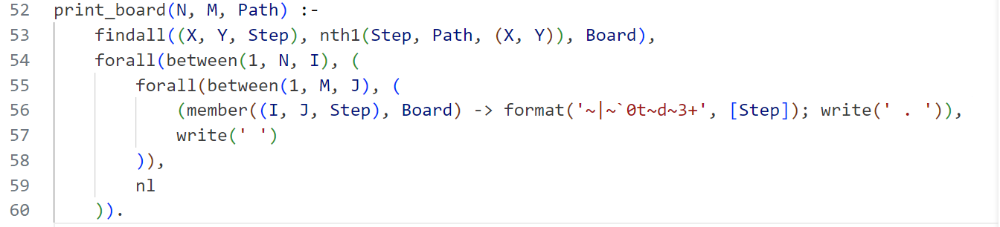 52 print_board(N, M, Path) :-
53     findall((X, Y, Step), nth1(Step, Path, (X, Y)), Board),
54     forall(between(1, N, I), (
55         forall(between(1, M, J), (
56             (member((I, J, Step), Board) -> format('~|~`0t~d~3+', [Step]); write(' . ')),
57             write(' ')
58         )),
59         nl
60     )).